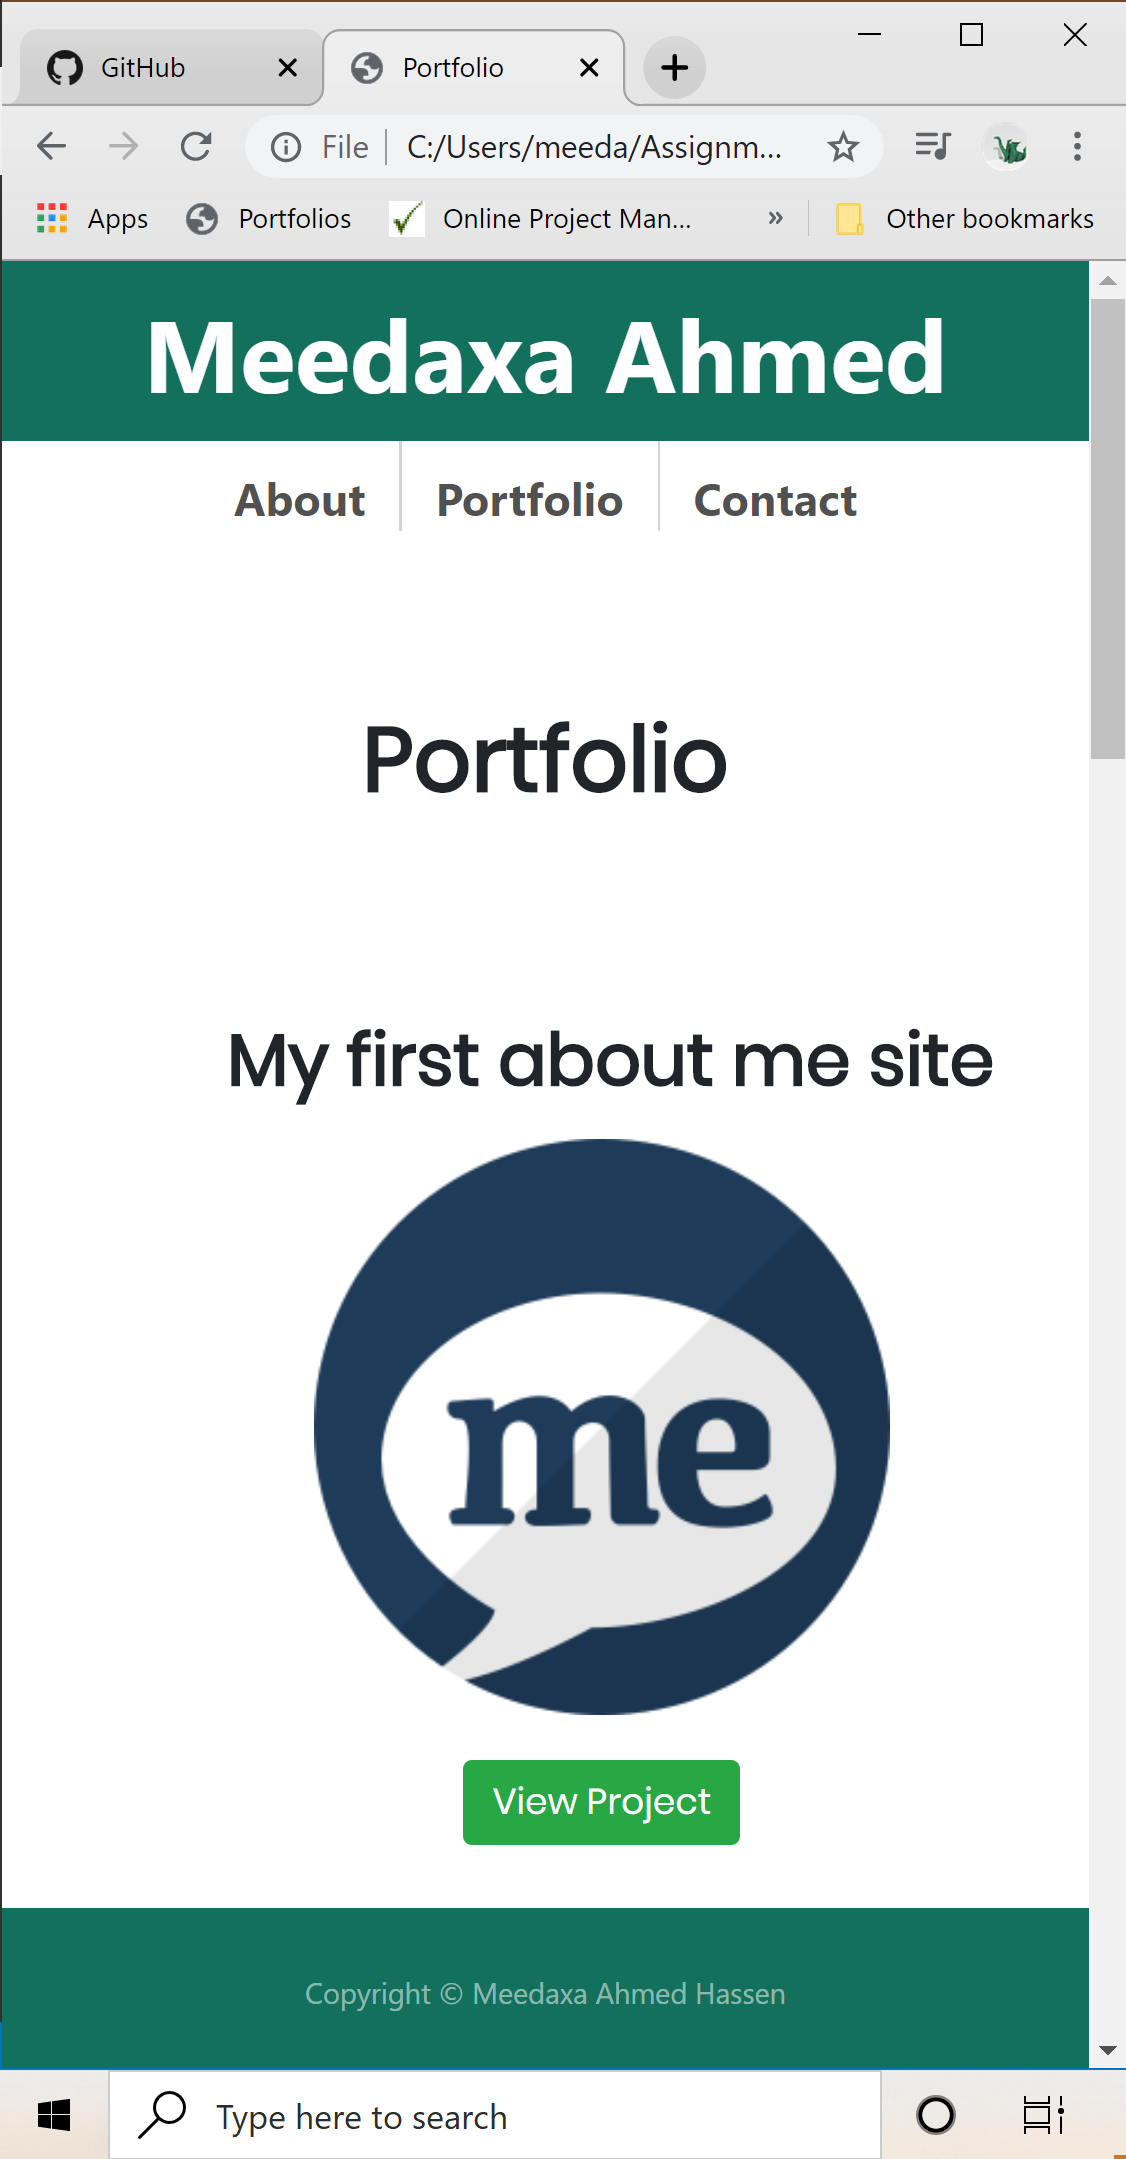 GitHub
Portfolio
File
C:/Users/meeda/Assignm...
Apps
Portfolios
Online Project Man...
»
Other bookmarks
Meedaxa Ahmed
About
Portfolio
Contact
Portfolio
My first about me site
me
View Project
Copyright © Meedaxa Ahmed Hassen
Type here to search